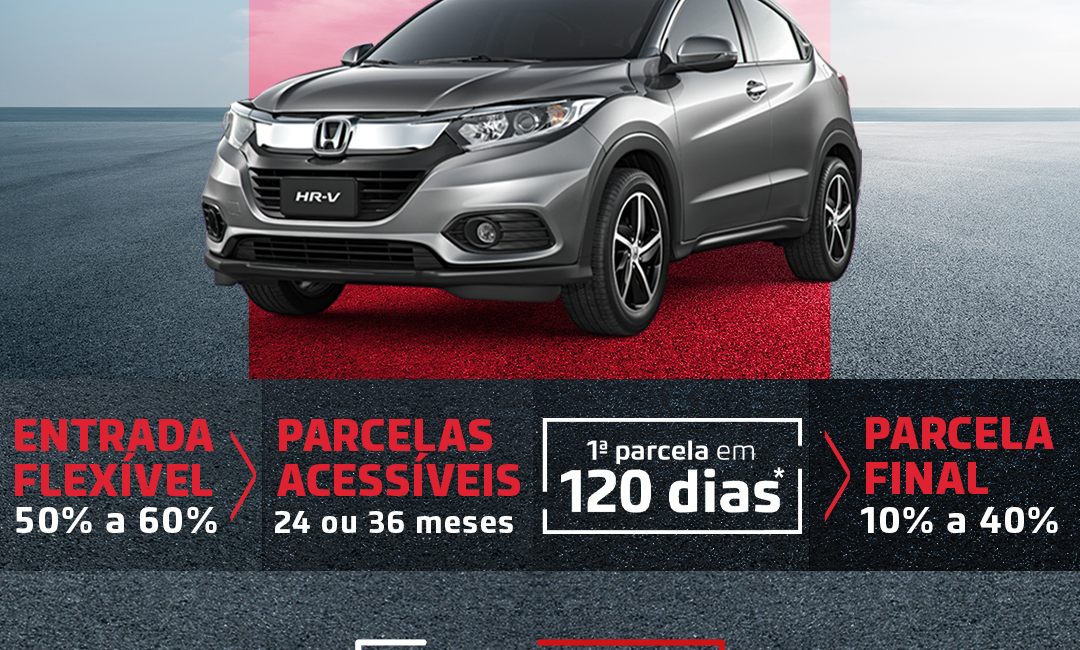 HR-V
ENTRADA
FLEXÍVEL
50% a 60%
PARCELAS
ACESSÍVEIS
24 ou 36 meses
1ª parcela em
120 dias*
PARCELA
FINAL
10% a 40%